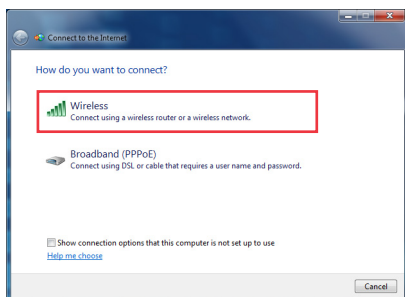 Connect to the Internet
How do you want to connect?
Wireless
Connect using a wireless router or a wireless network.
Broadband (PPPoE)
Connect using DSL or cable that requires a user name and password.
Show connection options that this computer is not set up to use
Help me choose
Cancel